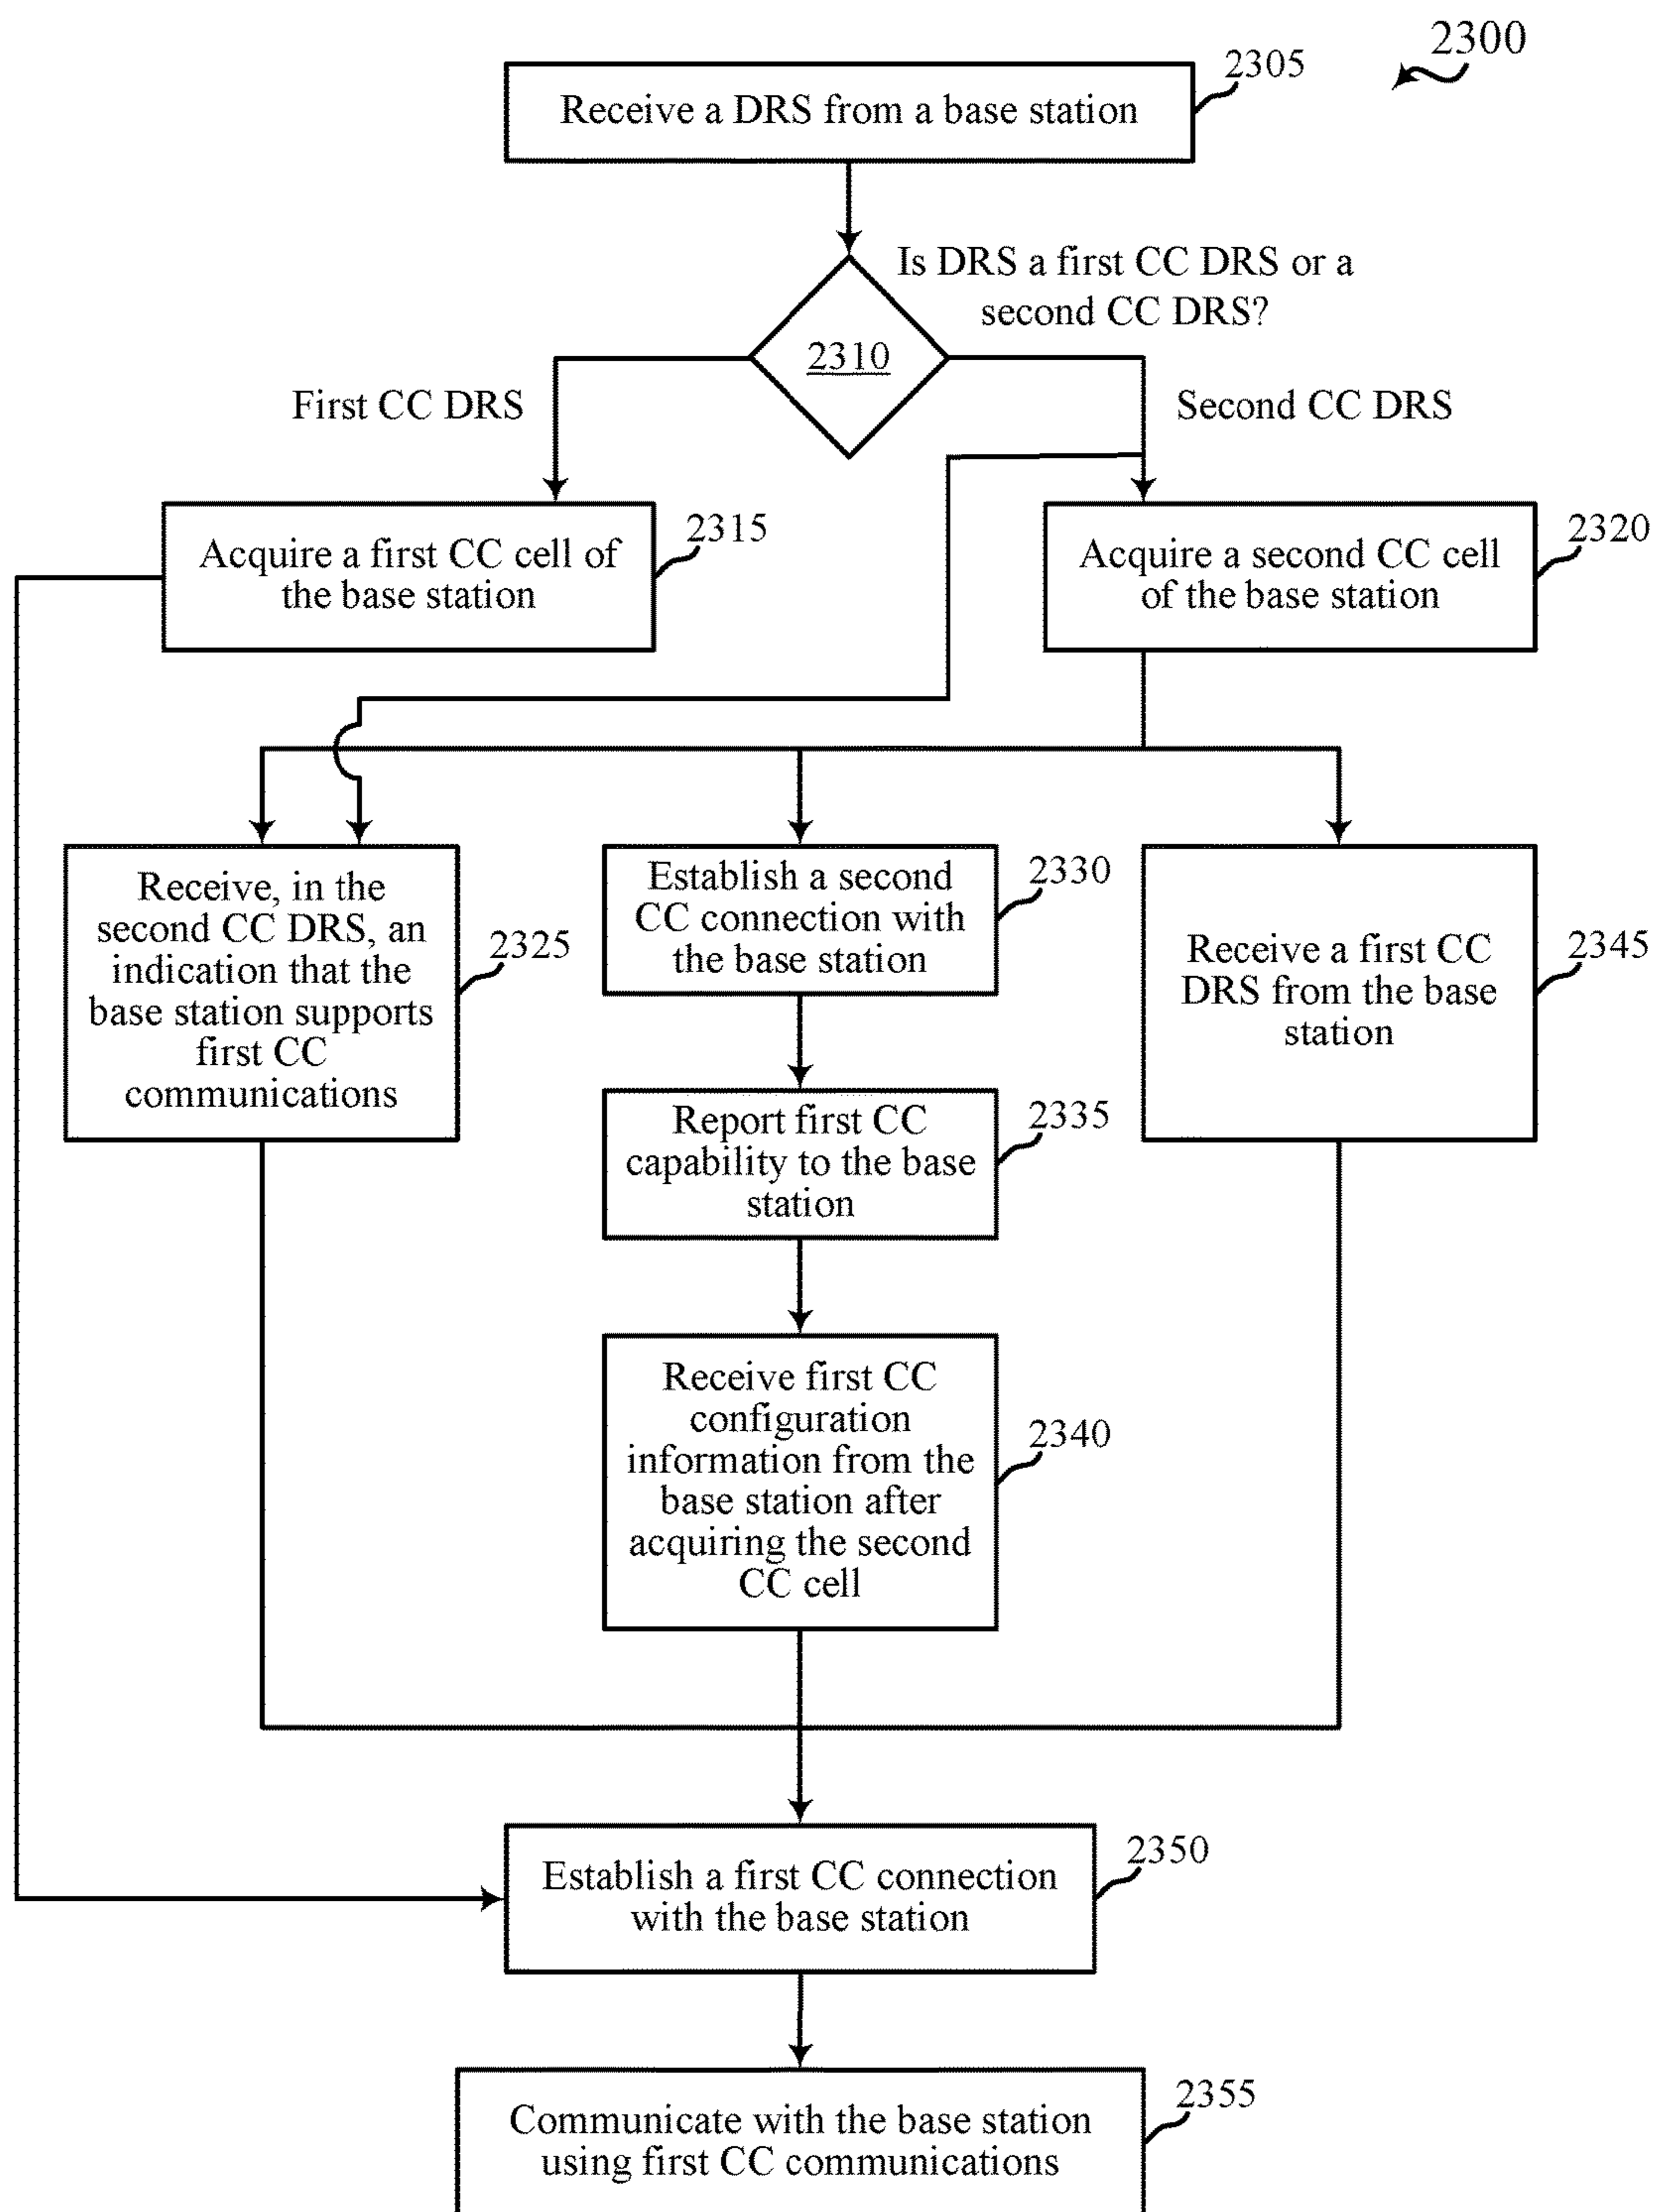 2300
2305
Receive a DRS from a base station
Is DRS a first CC DRS or a
second CC DRS?
2310
First CC DRS
Second CC DRS
2315
Acquire a first CC cell of
the base station
2320
Acquire a second CC cell
of the base station
Receive, in the
second CC DRS, an
indication that the
base station supports
first CC
communications
2325
Establish a second
CC connection with
the base station
2330
Receive a first CC
DRS from the base
station
2345
Report first CC
capability to the base
station
2335
Receive first CC
configuration
information from the
base station after
acquiring the second
CC cell
2340
Establish a first CC connection
with the base station
2350
Communicate with the base station
using first CC communications
2355